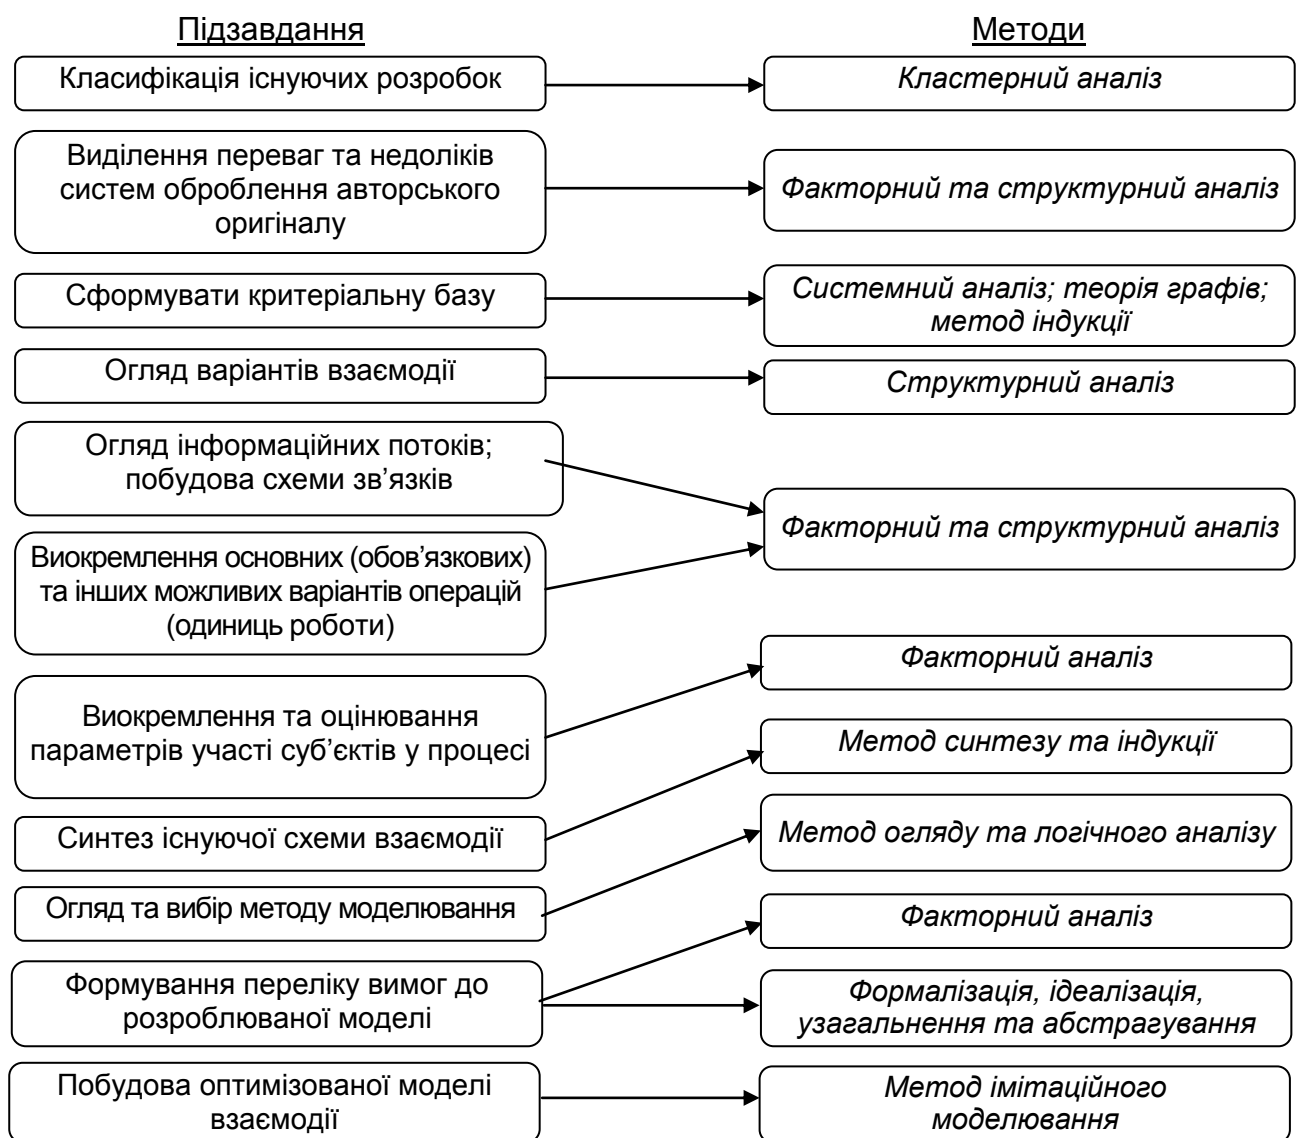 Підзавдання
Методи
Класифікація існуючих розробок
Кластерний аналіз
Виділення переваг та недоліків
систем оброблення авторського
оригіналу
Факторний та структурний аналіз
Сформувати критеріальну базу
Системний аналіз; теорія графів;
метод індукції
Огляд варіантів взаємодії
Структурний аналіз
Огляд інформаційних потоків;
побудова схеми зв’язків
Факторний та структурний аналіз
Виокремлення основних (обов’язкових)
та інших можливих варіантів операцій
(одиниць роботи)
Факторний аналіз
Виокремлення та оцінювання
параметрів участі суб’єктів у процесі
Метод синтезу та індукції
Синтез існуючої схеми взаємодії
Метод огляду та логічного аналізу
Огляд та вибір методу моделювання
Факторний аналіз
Формування переліку вимог до
розроблюваної моделі
Формалізація, ідеалізація,
узагальнення та абстрагування
Побудова оптимізованої моделі
взаємодії
Метод імітаційного
моделювання